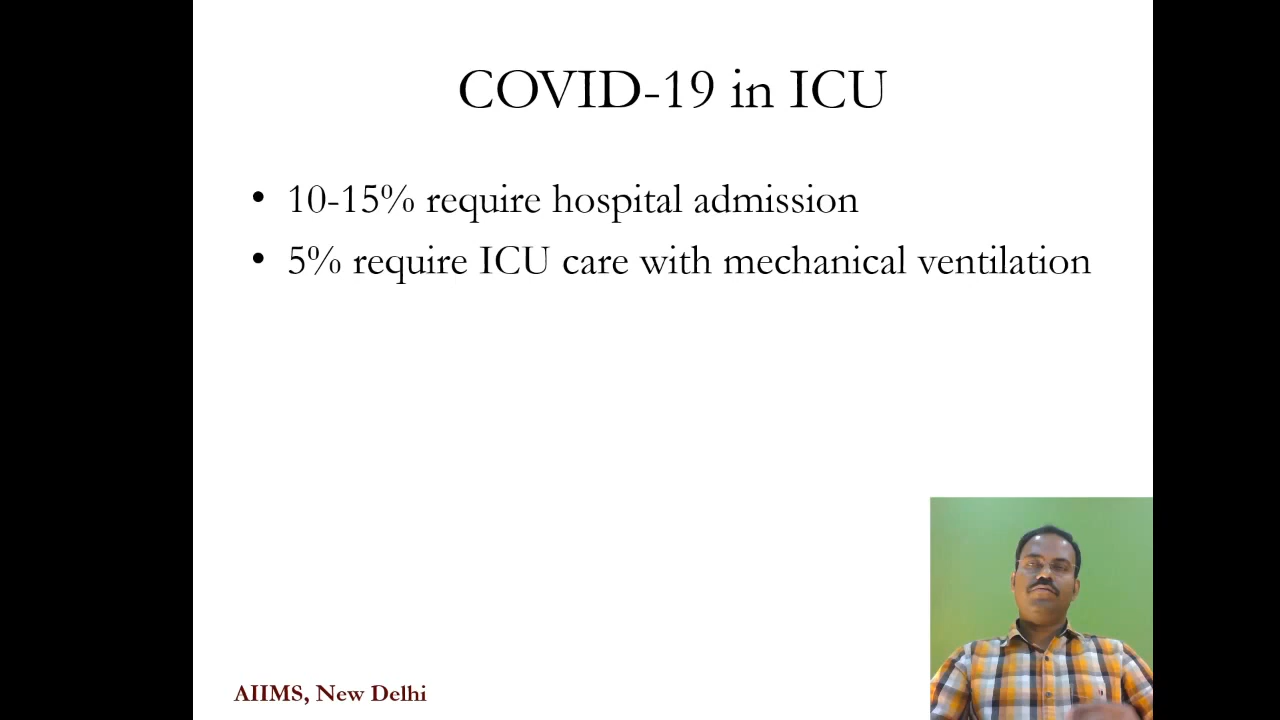 COVID-19 in ICU
• 10-15% require hospital admission
• 5% require ICU care with mechanical ventilation
AIIMS, New Delhi